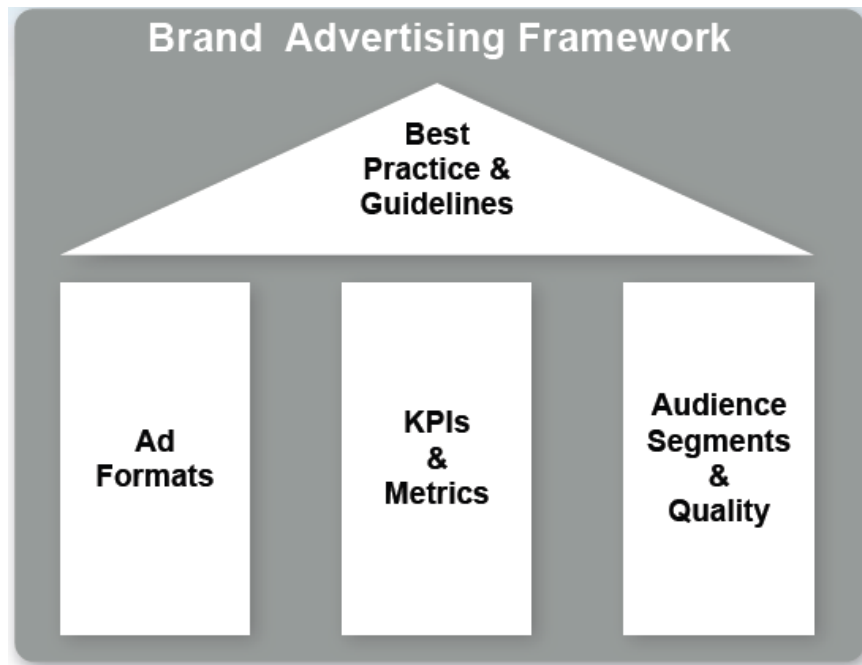 Brand  Advertising Framework
Best
Practice &
Guidelines
Ad
Formats
KPIs
&
Metrics
Audience
Segments
&
Quality